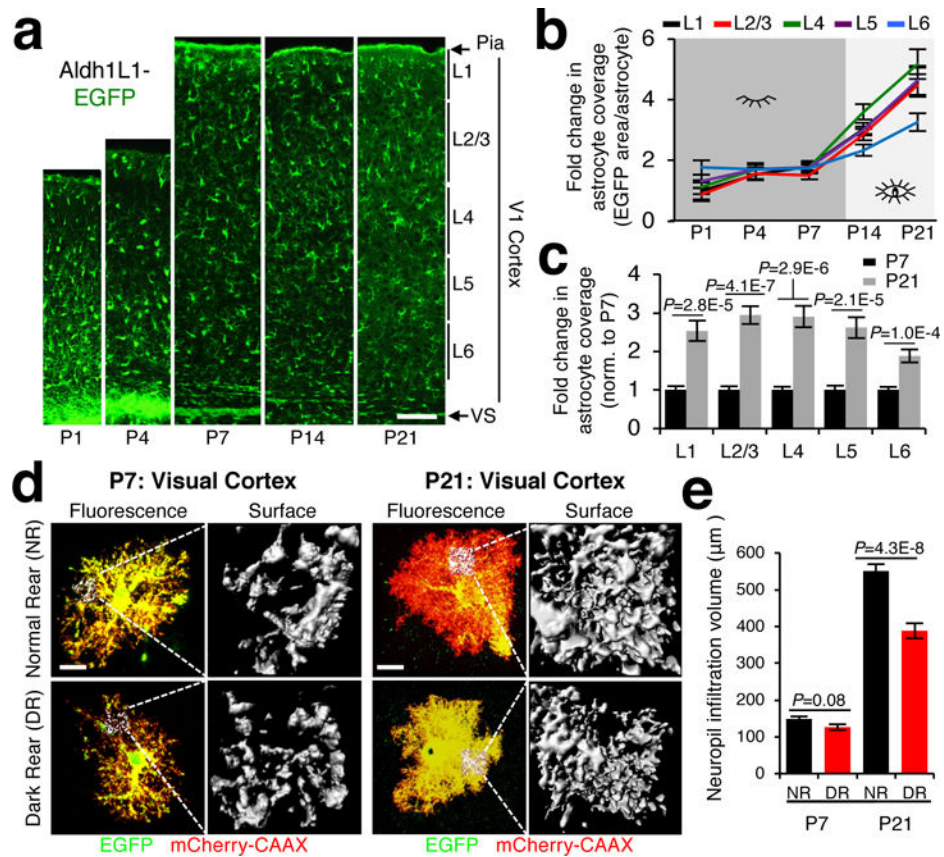 a
Aldh1L1-
EGFP
Pia
L1
L2/3
L4
L5
L6
V1 Cortex
VS
P1 P4 P7 P14 P21
b
L1 L2/3 L4 L5 L6
Fold change in
astrocyte coverage
(EGFP area/astrocyte)
6
4
2
0
P1 P4 P7 P14 P21
c
P7
P21
Fold change in
astrocyte coverage
(norm. to P7)
4
3
2
1
0
P=2.8E-5
P=4.1E-7
P=2.9E-6
P=2.1E-5
P=1.0E-4
L1 L2/3 L4 L5 L6
d
P7: Visual Cortex P21: Visual Cortex
Fluorescence Surface Fluorescence Surface
Normal Rear (NR)
Dark Rear (DR)
EGFP mCherry-CAAX EGFP mCherry-CAAX
e
Neuropil infiltration volume (µm)
600
500
400
300
200
100
0
P=0.08
P=4.3E-8
NR DR NR DR
P7 P21